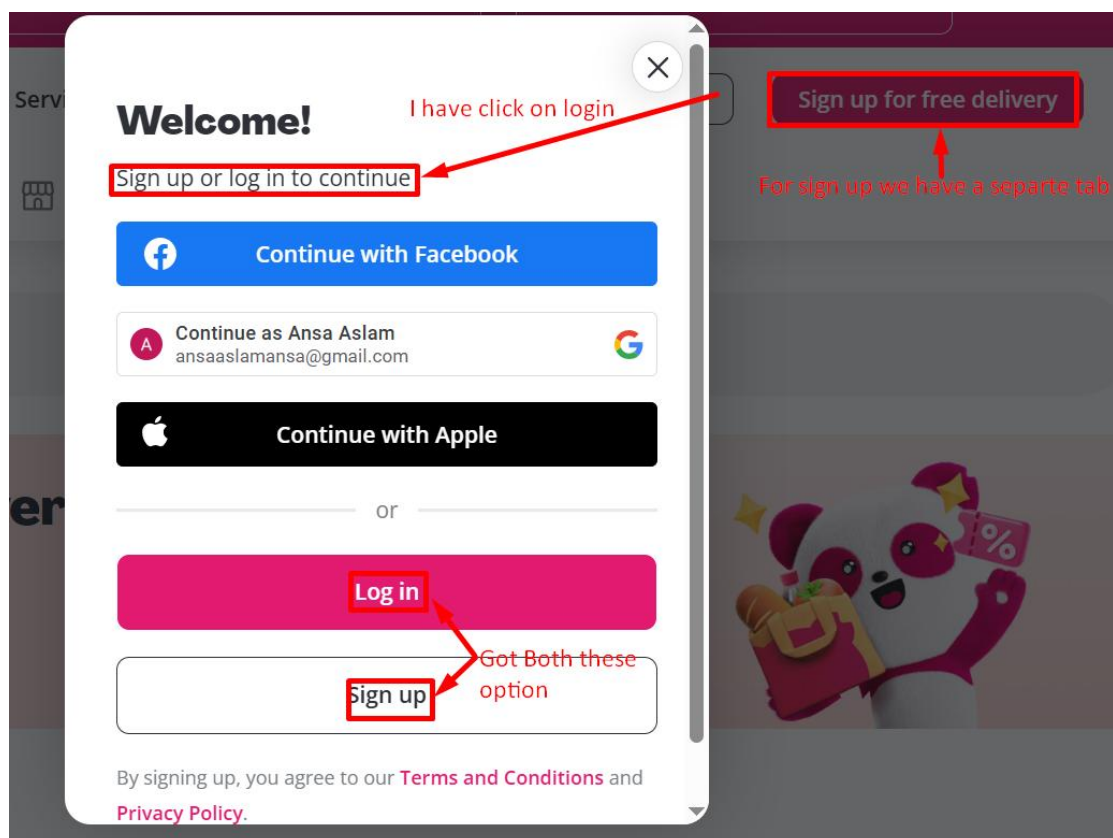 Servi
Welcome!
I have click on login
Sign up for free delivery
Sign up or log in to continue
For sign up we have a separte tab
Continue with Facebook
A
Continue as Ansa Aslam
ansaaslamansa@gmail.com
G
Continue with Apple
er
or
%
Log in
Got Both these
option
Sign up
By signing up, you agree to our Terms and Conditions and
Privacy Policy.